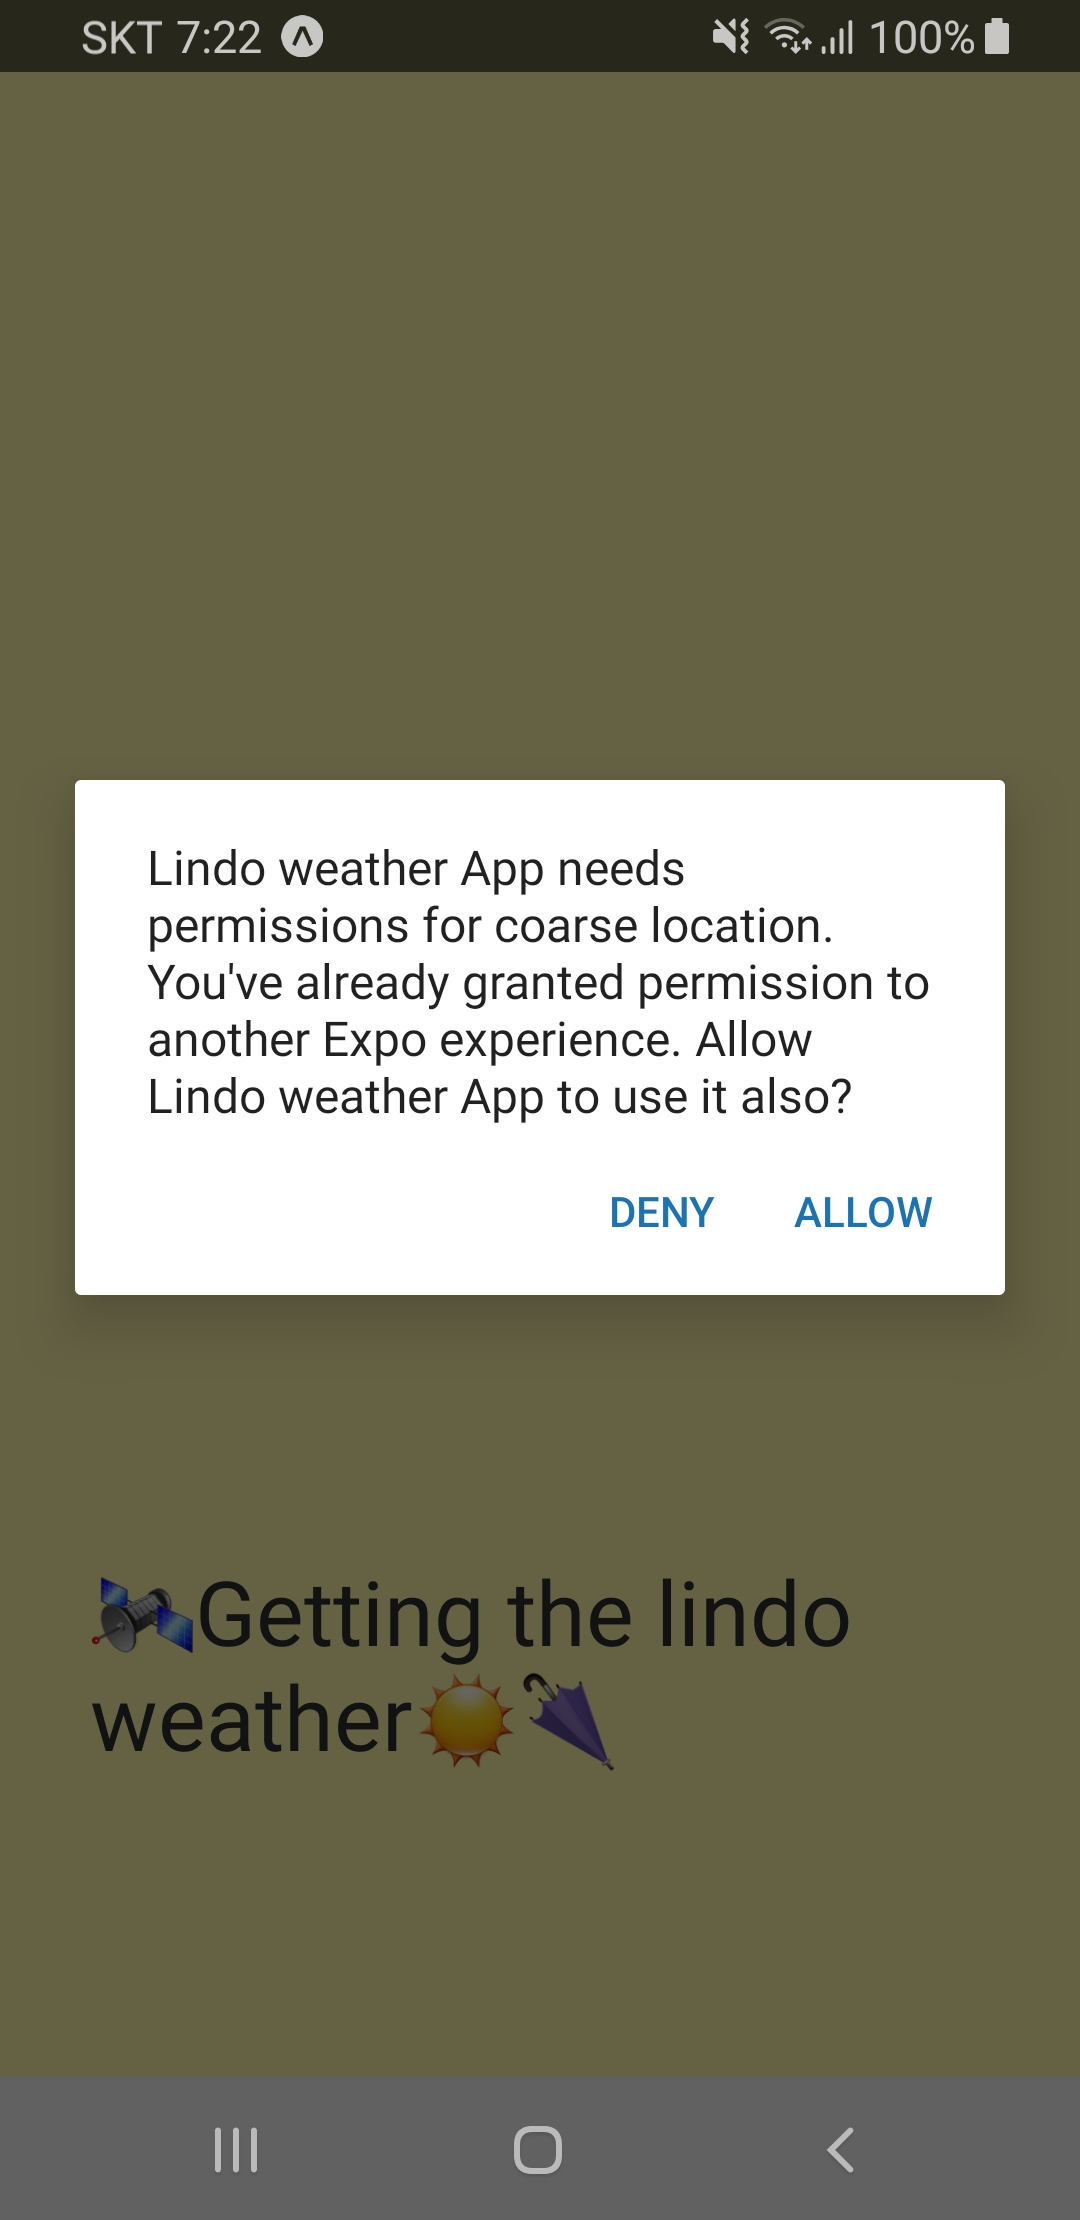 SKT 7:22 100%
Lindo weather App needs
permissions for coarse location.
You've already granted permission to
another Expo experience. Allow
Lindo weather App to use it also?
DENY ALLOW
🛰Getting the lindo
weather☀️🌂